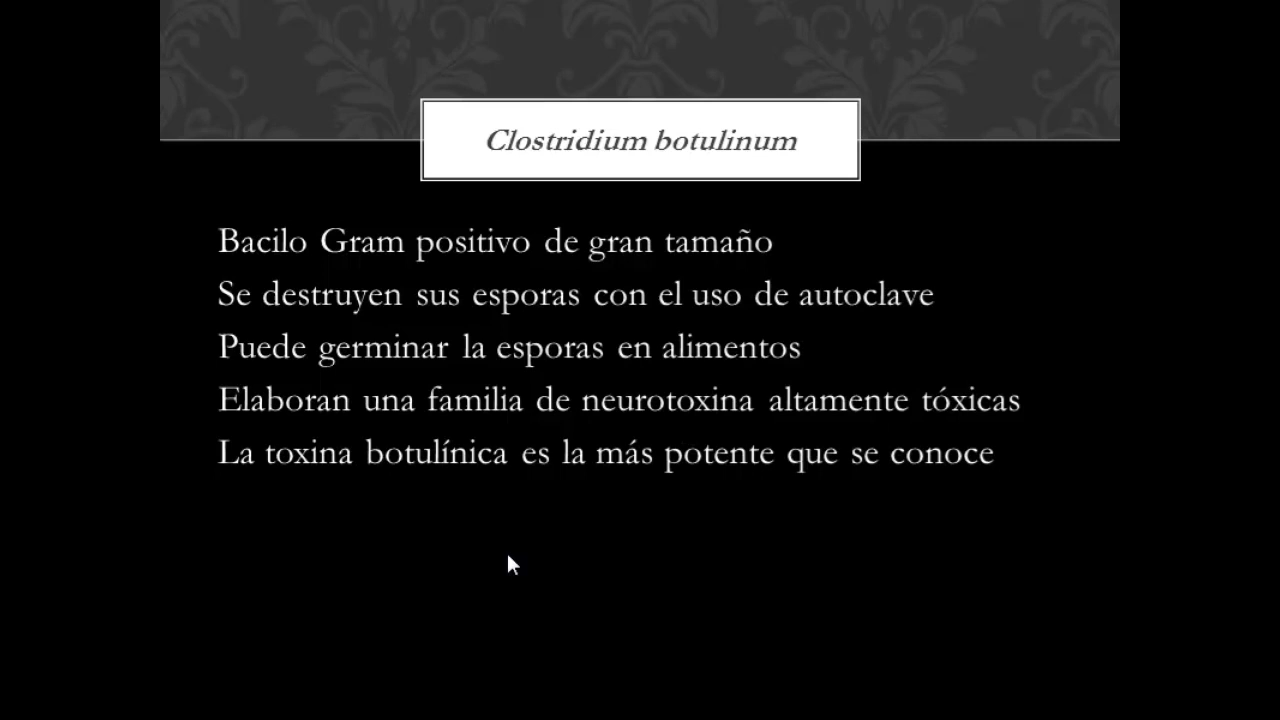 Clostridium botulinum
Bacilo Gram positivo de gran tamaño
Se destruyen sus esporas con el uso de autoclave
Puede germinar la esporas en alimentos
Elaboran una familia de neurotoxina altamente tóxicas
La toxina botulínica es la más potente que se conoce